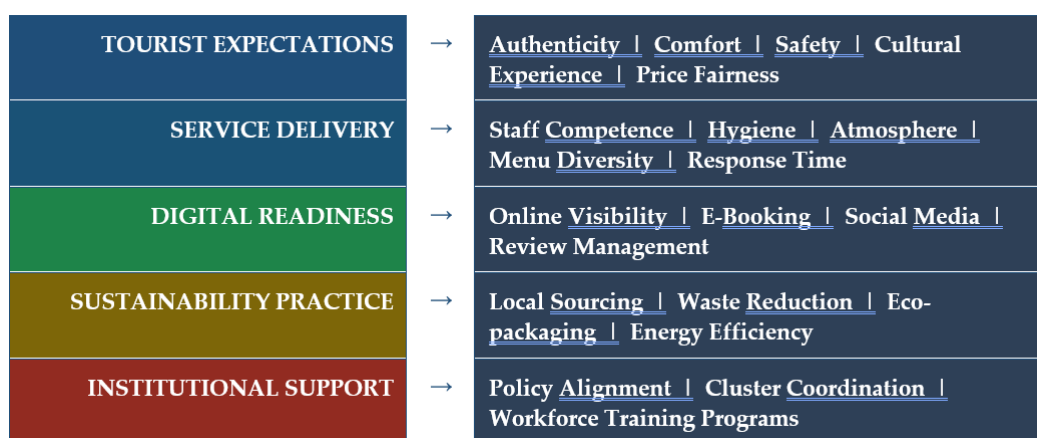 TOURIST EXPECTATIONS → Authenticity | Comfort | Safety | Cultural
Experience | Price Fairness
SERVICE DELIVERY → Staff Competence | Hygiene | Atmosphere |
Menu Diversity | Response Time
DIGITAL READINESS → Online Visibility | E-Booking | Social Media |
Review Management
SUSTAINABILITY PRACTICE → Local Sourcing | Waste Reduction | Eco-
packaging | Energy Efficiency
INSTITUTIONAL SUPPORT → Policy Alignment | Cluster Coordination |
Workforce Training Programs